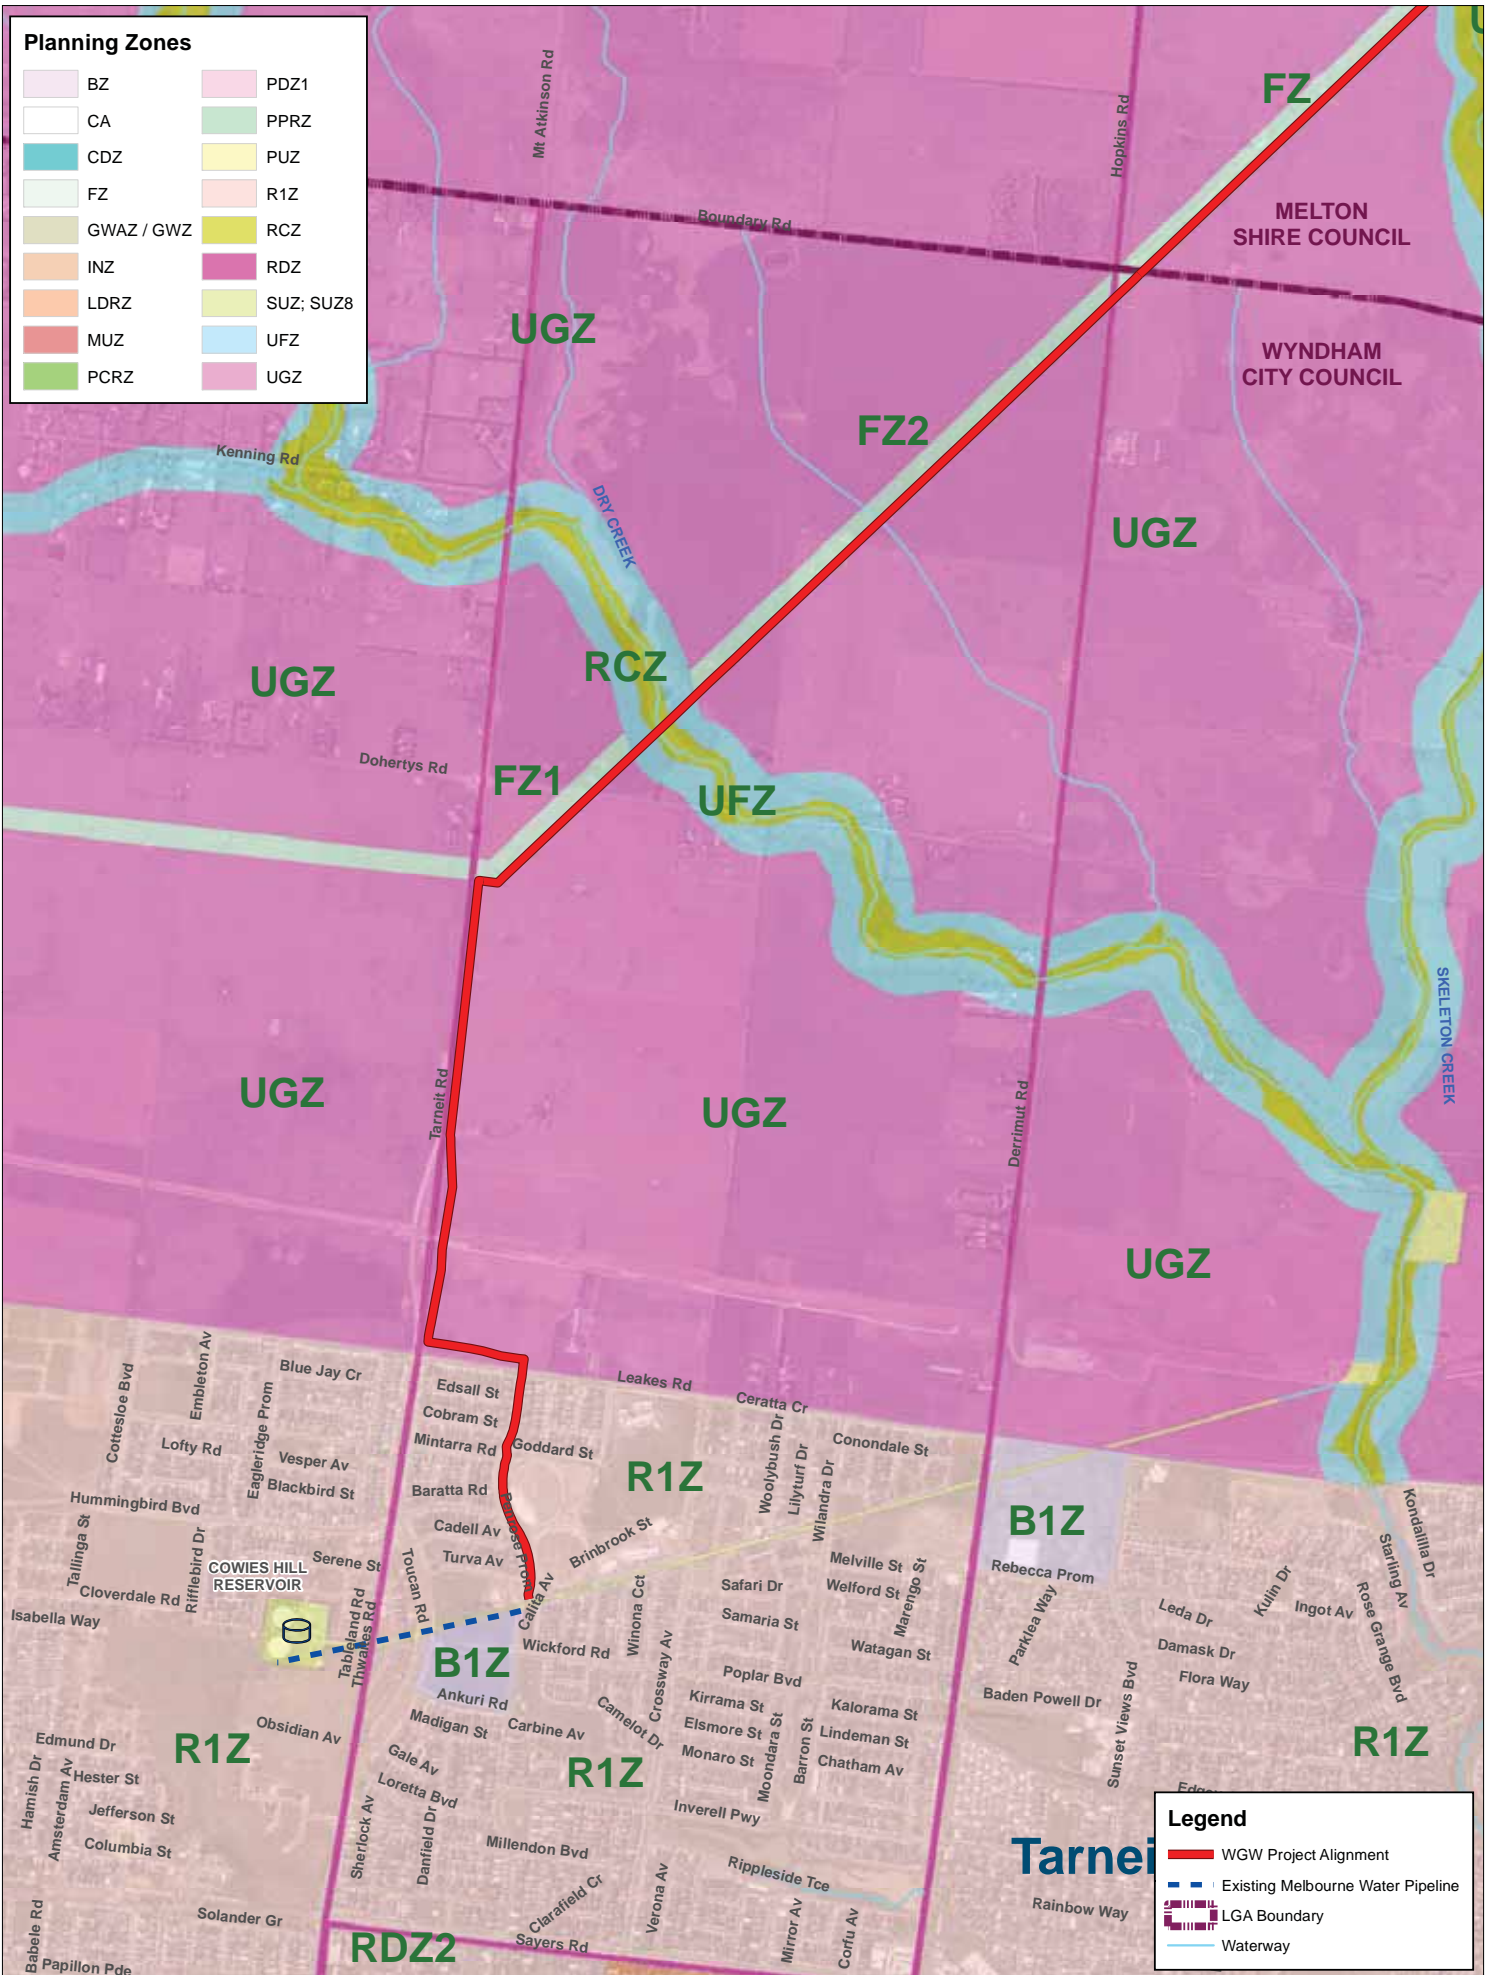 Planning Zones
BZ
CA
CDZ
FZ
GWAZ / GWZ
INZ
LDRZ
MUZ
PCRZ
PDZ1
PPRZ
PUZ
R1Z
RCZ
RDZ
SUZ; SUZ8
UFZ
UGZ
Mt Atkinson Rd
Hopkins Rd
FZ
Boundary Rd
MELTON
SHIRE COUNCIL
WYNDHAM
CITY COUNCIL
UGZ
FZ2
Kenning Rd
DRY CREEK
UGZ
RCZ
UGZ
Dohertys Rd
FZ1
UFZ
SKELETON CREEK
Tarneit Rd
UGZ
UGZ
Derrimut Rd
UGZ
Cottesloe Bvd
Embleton Av
Blue Jay Cr
Eagleridge Prom
Edsall St
Leakes Rd
Ceratta Cr
Cobram St
Lofty Rd
Mintarra Rd
Goddard St
Woolybush Dr
Lilyturf Dr
Wilandra Dr
Conondale St
Vesper Av
Blackbird St
Baratta Rd
R1Z
Hummingbird Bvd
Cadell Av
B1Z
Kondalilla Dr
Tallinga St
Riflebird Dr
Serene St
Toucan Rd
Turva Av
Brinbrook St
Melville St
Marengo St
Rebecca Prom
Starling Av
COWIES HILL
RESERVOIR
Cloverdale Rd
Isabella Way
Tableland Rd
Thwaites Rd
Calita Av
Winona Cct
Safari Dr
Welford St
Parklea Way
Leda Dr
Kulin Dr
Ingot Av
Rose Grange Bvd
Samaria St
Wickford Rd
Crossway Av
Watagan St
Damask Dr
B1Z
Poplar Bvd
Flora Way
Ankuri Rd
Kirrama St
Kalorama St
Baden Powell Dr
Sunset Views Bvd
Obsidian Av
Madigan St
Carbine Av
Camelot Dr
Elsmore St
Moondara St
Barron St
Lindeman St
Edmund Dr
R1Z
R1Z
Monaro St
Chatham Av
R1Z
Hamish Dr
Amsterdam Av
Hester St
Gale Av
Loretta Bvd
Jefferson St
Sherlock Av
Danfield Dr
Inverell Pwy
Columbia St
Millendon Bvd
Rippleside Tce
Babele Rd
Solander Gr
Clarafield Cr
Verona Av
Mirror Av
Corfu Av
Rainbow Way
RDZ2
Sayers Rd
Papillon Pde
Legend
WGW Project Alignment
Existing Melbourne Water Pipeline
LGA Boundary
Waterway